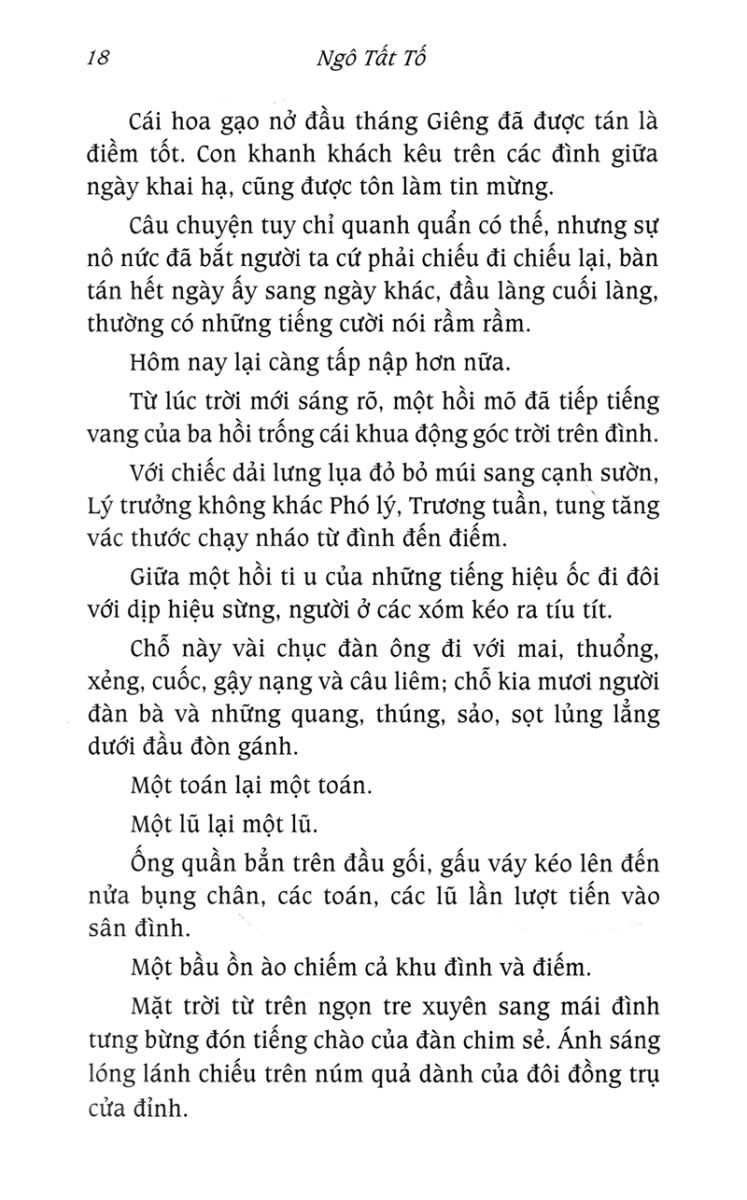 18
Ngô Tất Tố
Cái hoa gạo nở đầu tháng Giêng đã được tán là
điềm tốt. Con khanh khách kêu trên các đình giữa
ngày khai hạ, cũng được tôn làm tin mừng.
Câu chuyện tuy chỉ quanh quẩn có thế, nhưng sự
nô nức đã bắt người ta cứ phải chiếu đi chiếu lại, bàn
tán hết ngày ấy sang ngày khác, đầu làng cuối làng,
thường có những tiếng cười nói rầm rầm.
Hôm nay lại càng tấp nập hơn nữa.
Từ lúc trời mới sáng rõ, một hồi mõ đã tiếp tiếng
vang của ba hồi trống cái khua động góc trời trên đình.
Với chiếc dải lưng lụa đỏ bỏ múi sang cạnh sườn,
Lý trưởng không khác Phó lý, Trương tuần, tung tăng
vác thước chạy nháo từ đình đến điếm.
Giữa một hồi ti u của những tiếng hiệu ốc đi đôi
với dịp hiệu sừng, người ở các xóm kéo ra tíu tít.
Chỗ này vài chục đàn ông đi với mai, thuổng,
xẻng, cuốc, gậy nạng và câu liêm; chỗ kia mươi người
đàn bà và những quang, thúng, sảo, sọt lủng lẳng
dưới đầu đòn gánh.
Một toán lại một toán.
Một lũ lại một lũ.
Ống quần bẳn trên đầu gối, gấu váy kéo lên đến
nửa bụng chân, các toán, các lũ lần lượt tiến vào
sân đình.
Một bầu ồn ào chiếm cả khu đình và điếm.
Mặt trời từ trên ngọn tre xuyên sang mái đình
tưng bừng đón tiếng chào của đàn chim sẻ. Ánh sáng
lóng lánh chiếu trên núm quả dành của đôi đồng trụ
cửa đỉnh.